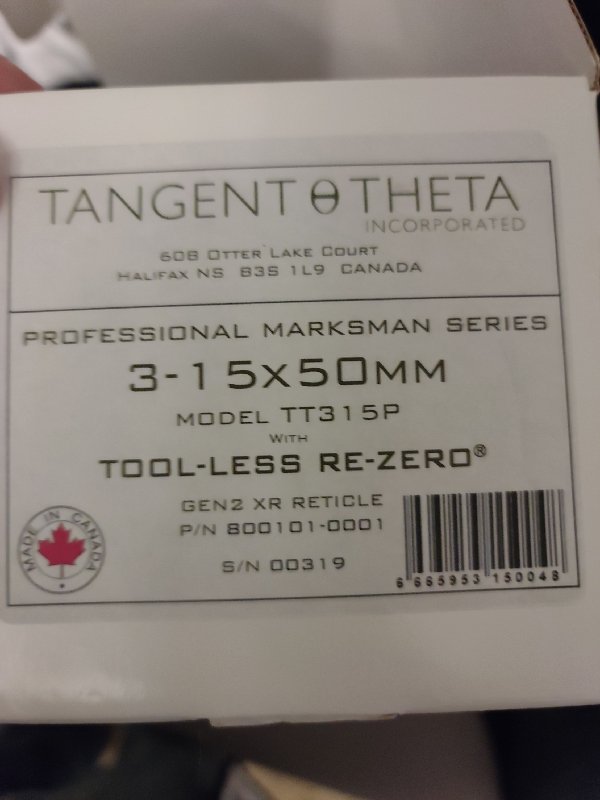 TANGENT θ THETA
INCORPORATED
608 OTTER LAKE COURT
HALIFAX NS B3S 1L9 CANADA
PROFESSIONAL MARKSMAN SERIES
3-15X50MM
MODEL TT315P
WITH
TOOL-LESS RE-ZERO®
GEN2 XR RETICLE
P/N 800101-0001
S/N 00319
MADE IN CANADA
6 665953 150048